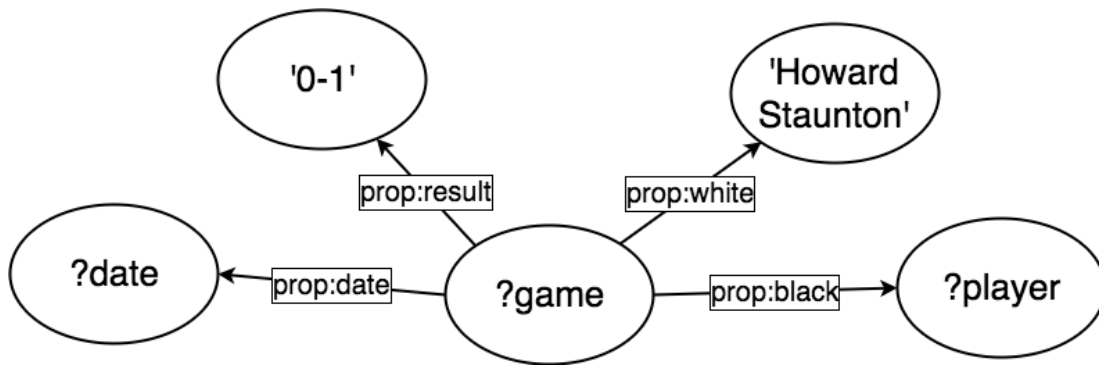 '0-1'
'Howard
Staunton'
prop:result
prop:white
?date
prop:date
?game
prop:black
?player